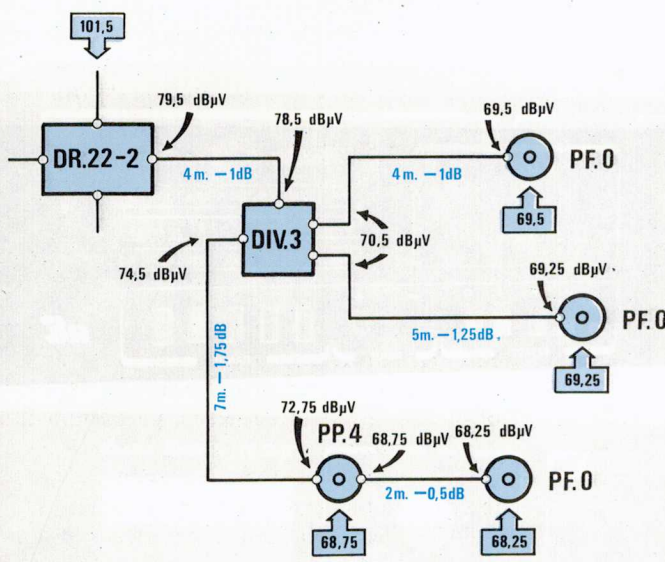 101,5
79,5 dBµV
78,5 dBµV
69,5 dBµV
DR.22-2
4 m. —1dB
4 m. —1dB
PF.0
69,5
DIV.3
70,5 dBµV
74,5 dBµV
69,25 dBµV
PF.0
5m.—1,25dB
69,25
7m.—1,75dB
72,75 dBµV
PP.4
68,75 dBµV
68,25 dBµV
2m. —0,5dB
PF.0
68,75
68,25